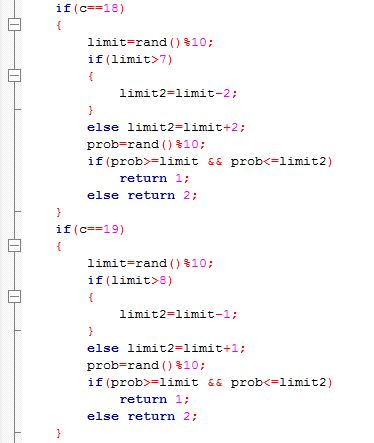 if(c==18)
{
limit=rand()%10;
if(limit>7)
{
limit2=limit-2;
}
else limit2=limit+2;
prob=rand()%10;
if(prob>=limit && prob<=limit2)
return 1;
else return 2;
}
if(c==19)
{
limit=rand()%10;
if(limit>8)
{
limit2=limit-1;
}
else limit2=limit+1;
prob=rand()%10;
if(prob>=limit && prob<=limit2)
return 1;
else return 2;
}